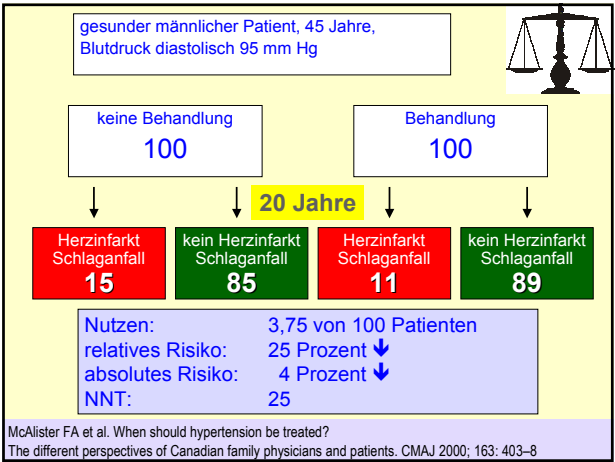 gesunder männlicher Patient, 45 Jahre,
Blutdruck diastolisch 95 mm Hg
keine Behandlung
100
Behandlung
100
20 Jahre
Herzinfarkt
Schlaganfall
15
kein Herzinfarkt
Schlaganfall
85
Herzinfarkt
Schlaganfall
11
kein Herzinfarkt
Schlaganfall
89
Nutzen: 3,75 von 100 Patienten
relatives Risiko: 25 Prozent 🡻
absolutes Risiko: 4 Prozent 🡻
NNT: 25
McAlister FA et al. When should hypertension be treated?
The different perspectives of Canadian family physicians and patients. CMAJ 2000; 163: 403–8